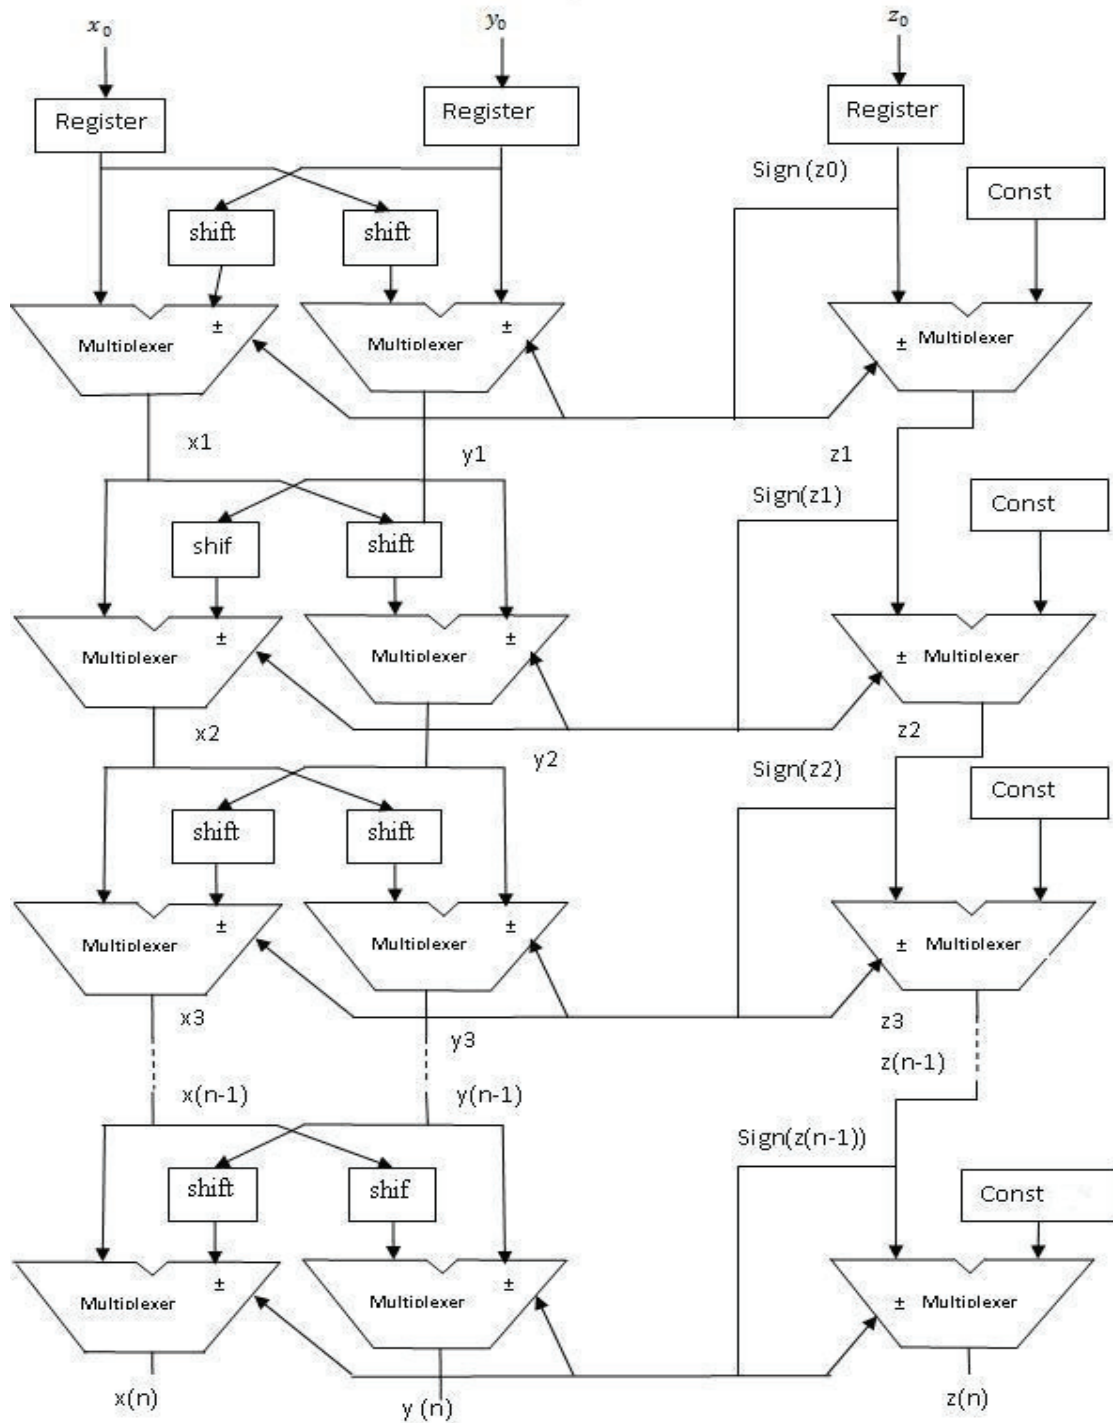 x0 y0 z0
Register Register Register
Sign (z0) Const
shift shift
± ±
Multiplexer Multiplexer ± Multiplexer
x1 y1 z1
Sign(z1) Const
shif shift
± ±
Multiplexer Multiplexer ± Multiplexer
x2 y2 z2
Sign(z2) Const
shift shift
± ±
Multiplexer Multiplexer ± Multiplexer
x3 y3 z3
x(n-1) y(n-1) z(n-1)
Sign(z(n-1))
shift shif Const
± ±
Multiplexer Multiplexer ± Multiplexer
x(n) y (n) z(n)